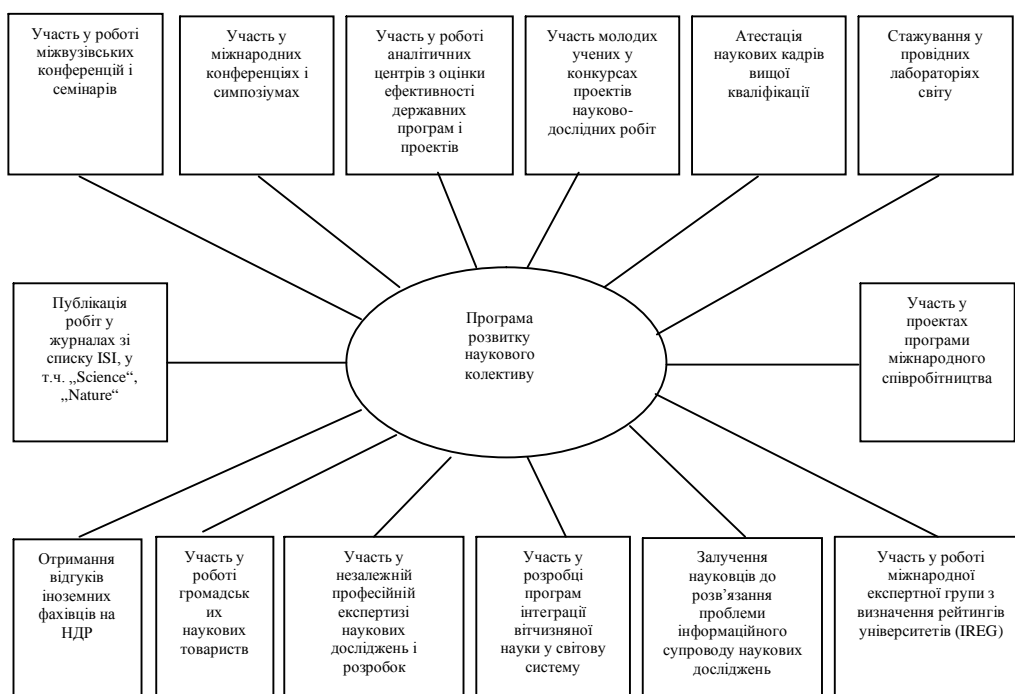 Участь у роботі
міжвузівських
конференцій і
семінарів
Участь у
міжнародних
конференціях і
симпозіумах
Участь у роботі
аналітичних
центрів з оцінки
ефективності
державних
програм і
проектів
Участь молодих
учених у
конкурсах
проектів
науково-
дослідних робіт
Атестація
наукових кадрів
вищої
кваліфікації
Стажування у
провідних
лабораторіях
світу
Публікація
робіт у
журналах зі
списку ISI, у
т.ч. „Science“,
„Nature“
Програма
розвитку
наукового
колективу
Участь у
проектах
програми
міжнародного
співробітництва
Отримання
відгуків
іноземних
фахівців на
НДР
Участь у
роботі
громадськ
их
наукових
товариств
Участь у
незалежній
професійній
експертизі
наукових
досліджень і
розробок
Участь у
розробці
програм
інтеграції
вітчизняної
науки у світову
систему
Залучення
науковців до
розв’язання
проблеми
інформаційного
супроводу наукових
досліджень
Участь у роботі
міжнародної
експертної групи з
визначення рейтингів
університетів (IREG)